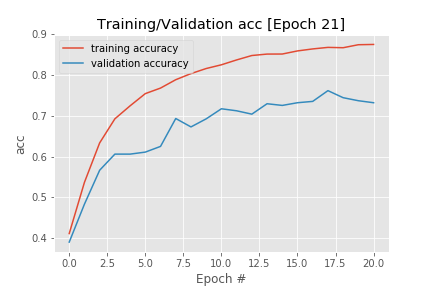 Training/Validation acc [Epoch 21]
training accuracy
validation accuracy
acc
0.9
0.8
0.7
0.6
0.5
0.4
0.0 2.5 5.0 7.5 10.0 12.5 15.0 17.5 20.0
Epoch #